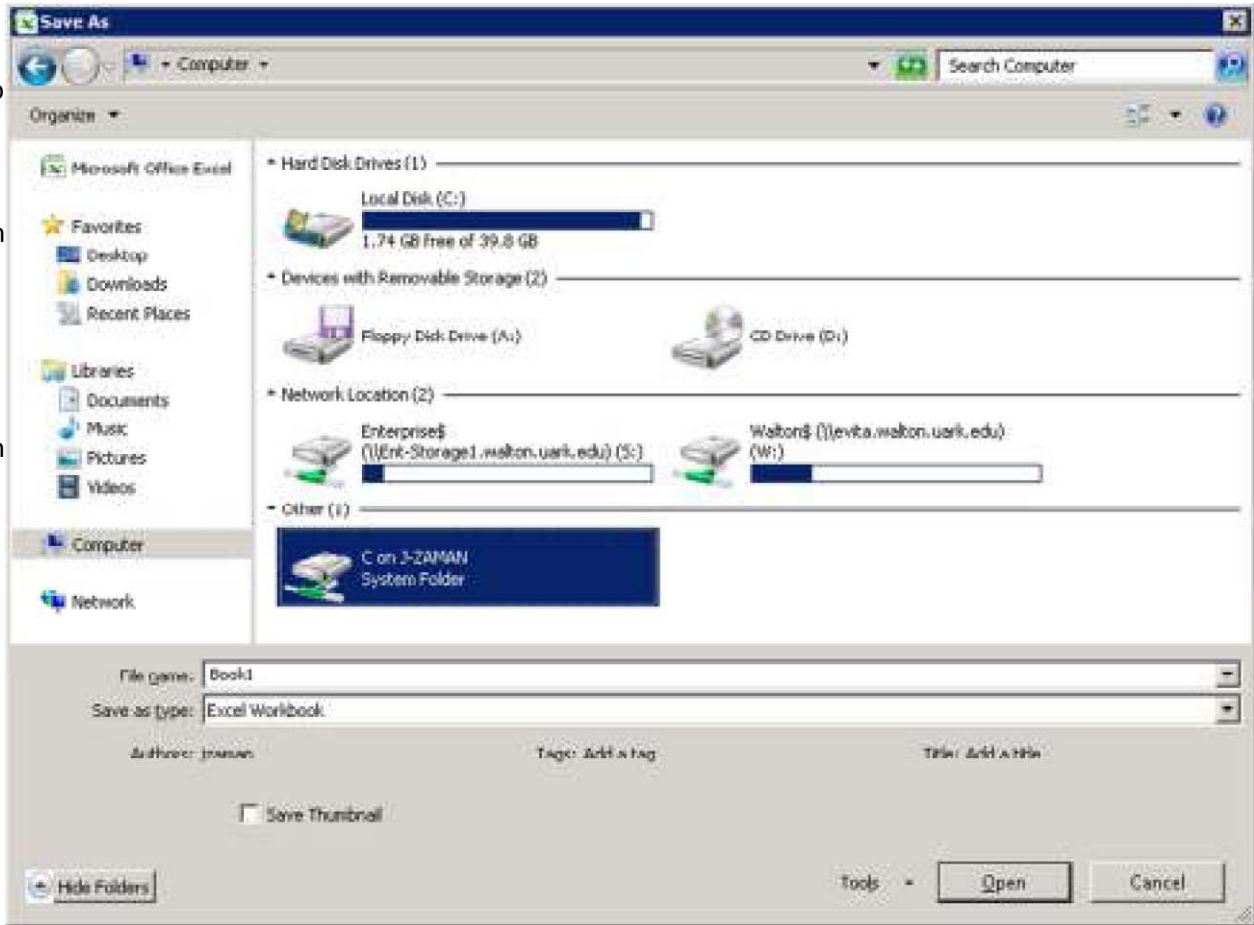 Save As
Computer
Search Computer
Organize
Microsoft Office Excel
Favorites
Desktop
Downloads
Recent Places
Libraries
Documents
Music
Pictures
Videos
Computer
Network
Hard Disk Drives (1)
Local Disk (C:)
1.74 GB free of 39.8 GB
Devices with Removable Storage (2)
Floppy Disk Drive (A:)
CD Drive (D:)
Network Location (2)
Enterprise$
(\\Ent-Storage1.walton.uark.edu) (S:)
Walton$ (\\evita.walton.uark.edu)
(W:)
Other (1)
C on J-ZAMAN
System Folder
File name: Book1
Save as type: Excel Workbook
Authors: jzaman
Tags: Add a tag
Title: Add a title
Save Thumbnail
Hide Folders
Tools
Open
Cancel